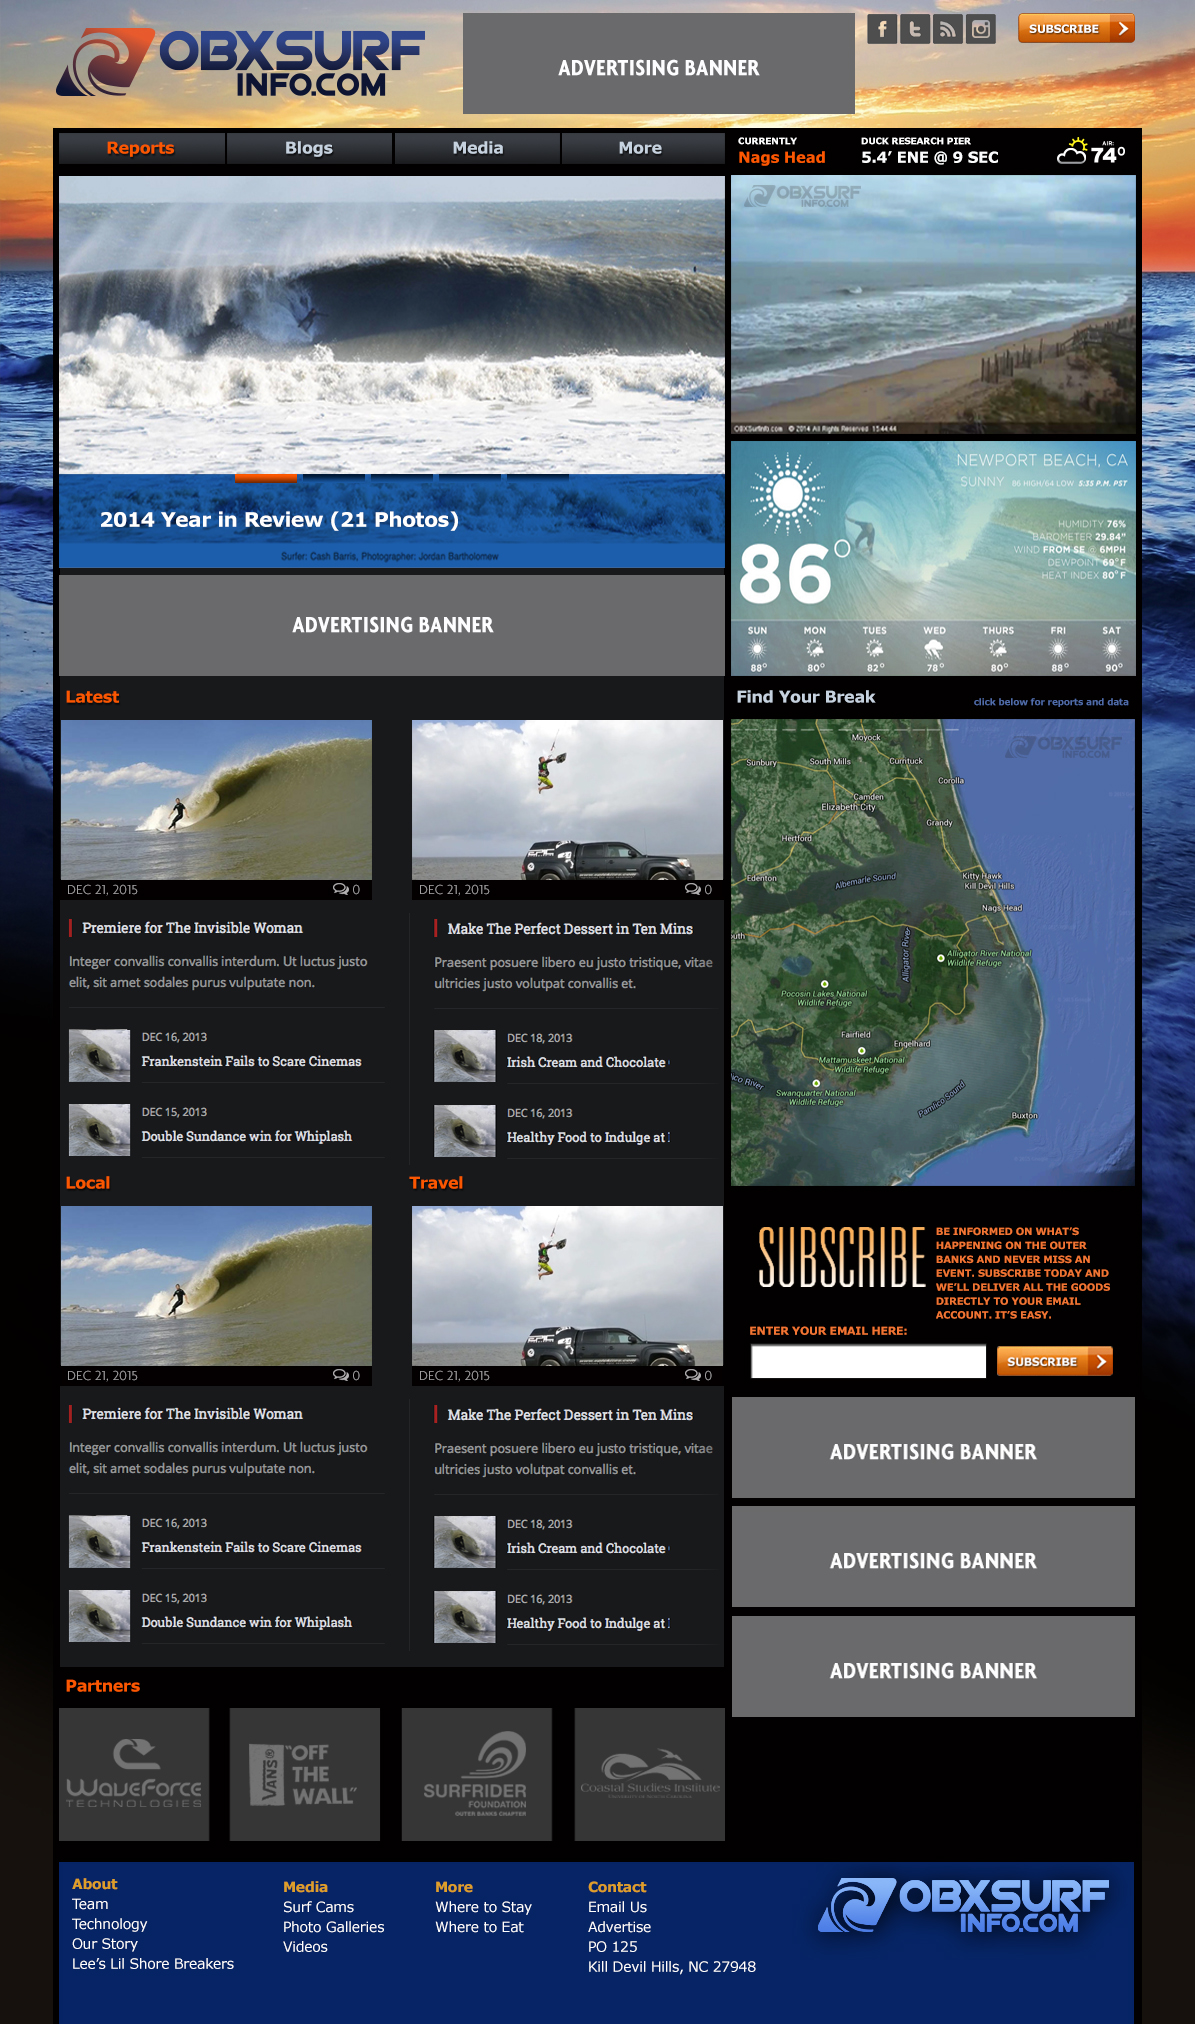 OBXSURF
INFO.COM
ADVERTISING BANNER
SUBSCRIBE
Reports
Blogs
Media
More
CURRENTLY
Nags Head
DUCK RESEARCH PIER
5.4’ ENE @ 9 SEC
AIR:
74°
2014 Year in Review (21 Photos)
Surfer: Cash Barris, Photographer: Jordan Bartholomew
OBXSURF
INFO.COM
OBXSurfinfo.com © 2014 All Rights Reserved 15:44:44
NEWPORT BEACH, CA
SUNNY 86 HIGH/64 LOW 5:35 P.M. PST
86°
HUMIDITY 76%
BAROMETER 29.84"
WIND FROM SE @ 6MPH
DEWPOINT 69°F
HEAT INDEX 80°F
SUN MON TUES WED THURS FRI SAT
88° 80° 82° 78° 80° 88° 90°
ADVERTISING BANNER
Latest
DEC 21, 2015 0
Premiere for The Invisible Woman
Integer convallis convallis interdum. Ut luctus justo
elit, sit amet sodales purus vulputate non.
DEC 16, 2013
Frankenstein Fails to Scare Cinemas
DEC 15, 2013
Double Sundance win for Whiplash
DEC 21, 2015 0
Make The Perfect Dessert in Ten Mins
Praesent posuere libero eu justo tristique, vitae
ultricies justo volutpat convallis et.
DEC 18, 2013
Irish Cream and Chocolate
DEC 16, 2013
Healthy Food to Indulge at
Find Your Break
click below for reports and data
OBXSURF
INFO.COM
Moyock
Sunbury
South Mills
Currituck
Corolla
Camden
Elizabeth City
Grandy
Hertford
Edenton
Albemarle Sound
Kitty Hawk
Kill Devil Hills
Nags Head
outh
Alligator River
Alligator River National
Wildlife Refuge
Pocosin Lakes National
Wildlife Refuge
Fairfield
Engelhard
Mattamuskeet National
Wildlife Refuge
ico River
Swanquarter National
Wildlife Refuge
Pamlico Sound
Buxton
Local
DEC 21, 2015 0
Premiere for The Invisible Woman
Integer convallis convallis interdum. Ut luctus justo
elit, sit amet sodales purus vulputate non.
DEC 16, 2013
Frankenstein Fails to Scare Cinemas
DEC 15, 2013
Double Sundance win for Whiplash
Travel
DEC 21, 2015 0
Make The Perfect Dessert in Ten Mins
Praesent posuere libero eu justo tristique, vitae
ultricies justo volutpat convallis et.
DEC 18, 2013
Irish Cream and Chocolate
DEC 16, 2013
Healthy Food to Indulge at
SUBSCRIBE
BE INFORMED ON WHAT’S
HAPPENING ON THE OUTER
BANKS AND NEVER MISS AN
EVENT. SUBSCRIBE TODAY AND
WE’LL DELIVER ALL THE GOODS
DIRECTLY TO YOUR EMAIL
ACCOUNT. IT’S EASY.
ENTER YOUR EMAIL HERE:
SUBSCRIBE
ADVERTISING BANNER
ADVERTISING BANNER
ADVERTISING BANNER
Partners
WaveForce
TECHNOLOGIES
VANS®
“OFF
THE
WALL”
SURFRIDER
FOUNDATION
OUTER BANKS CHAPTER
Coastal Studies Institute
About
Team
Technology
Our Story
Lee’s Lil Shore Breakers
Media
Surf Cams
Photo Galleries
Videos
More
Where to Stay
Where to Eat
Contact
Email Us
Advertise
PO 125
Kill Devil Hills, NC 27948
OBXSURF
INFO.COM